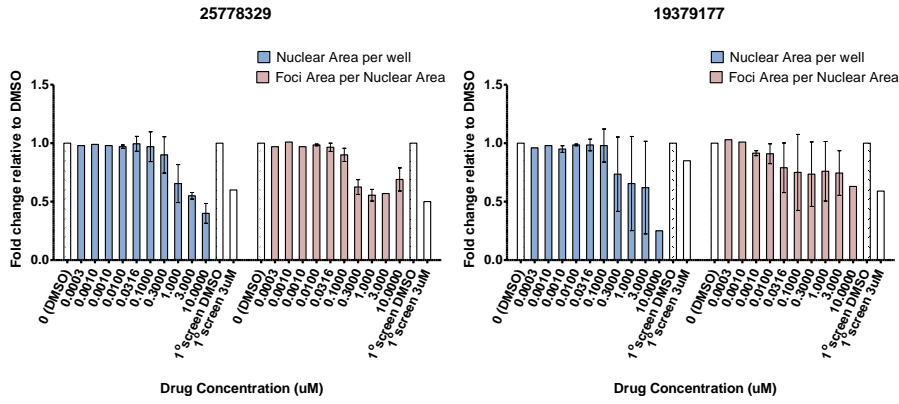 25778329
Nuclear Area per well
Foci Area per Nuclear Area
Fold change relative to DMSO
1.5
1.0
0.5
0.0
0 (DMSO)
0.0003
0.0010
0.0010
0.0100
0.0316
0.1000
0.3000
1.000
3.000
10.0000
1°screen DMSO
1°screen 3uM
0 (DMSO)
0.0003
0.0010
0.0010
0.0100
0.0316
0.1000
0.3000
1.000
3.000
10.0000
1°screen DMSO
1°screen 3uM
Drug Concentration (uM)
19379177
Nuclear Area per well
Foci Area per Nuclear Area
Fold change relative to DMSO
1.5
1.0
0.5
0.0
0 (DMSO)
0.0003
0.0010
0.0010
0.0100
0.0316
0.1000
0.3000
1.000
3.000
10.0000
1°screen DMSO
1°screen 3uM
0 (DMSO)
0.0003
0.0010
0.0010
0.0100
0.0316
0.1000
0.3000
1.000
3.000
10.0000
1°screen DMSO
1°screen 3uM
Drug Concentration (uM)